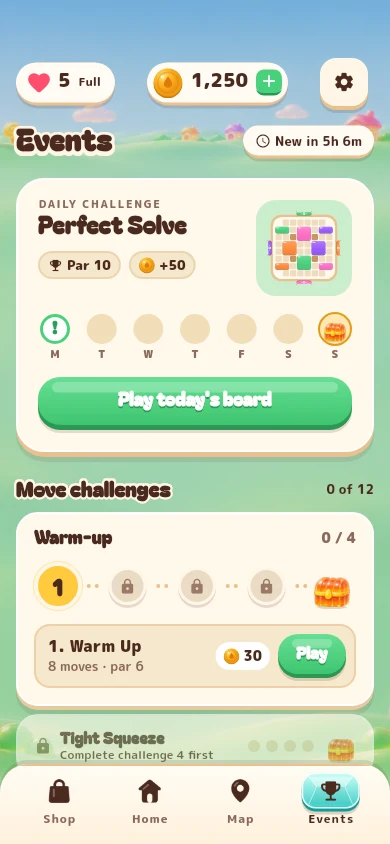 5 Full
1,250
Events
New in 5h 6m
DAILY CHALLENGE
Perfect Solve
Par 10
+50
!
M T W T F S S
Play today's board
Move challenges
0 of 12
Warm-up
0 / 4
1
1. Warm Up
8 moves · par 6
30
Play
Tight Squeeze
Complete challenge 4 first
Shop
Home
Map
Events